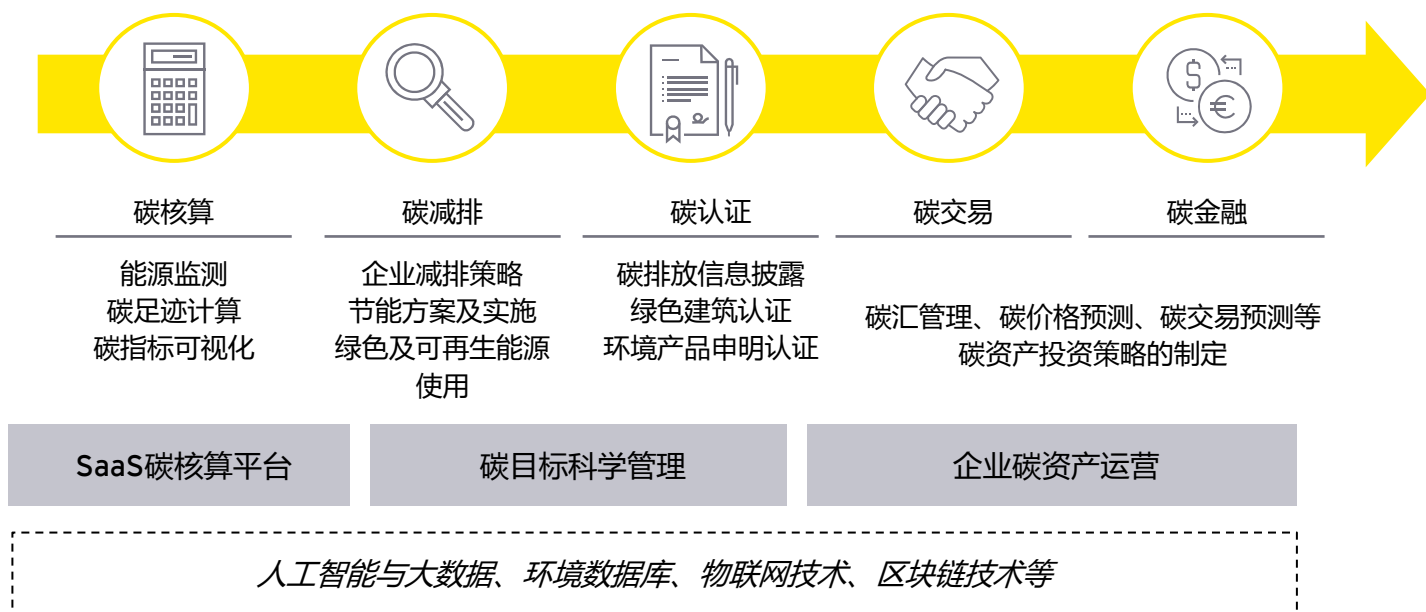 碳核算
碳减排
碳认证
碳交易
碳金融
能源监测
碳足迹计算
碳指标可视化
企业减排策略
节能方案及实施
绿色及可再生能源
使用
碳排放信息披露
绿色建筑认证
环境产品申明认证
碳汇管理、碳价格预测、碳交易预测等
碳资产投资策略的制定
SaaS碳核算平台
碳目标科学管理
企业碳资产运营
人工智能与大数据、环境数据库、物联网技术、区块链技术等